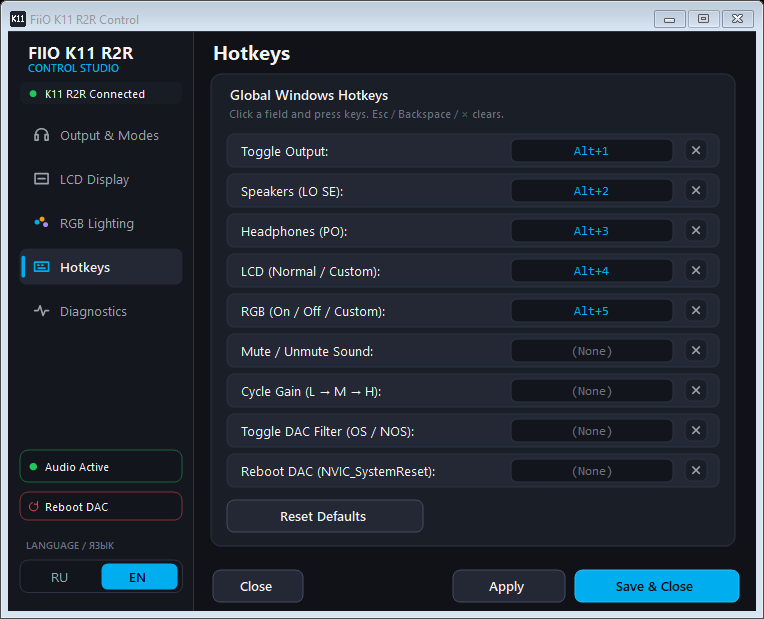 K11 FiiO K11 R2R Control
FIIO K11 R2R
CONTROL STUDIO
K11 R2R Connected
Output & Modes
LCD Display
RGB Lighting
Hotkeys
Diagnostics
Audio Active
Reboot DAC
LANGUAGE / ЯЗЫК
RU EN
Hotkeys
Global Windows Hotkeys
Click a field and press keys. Esc / Backspace / × clears.
Toggle Output: Alt+1 ✕
Speakers (LO SE): Alt+2 ✕
Headphones (PO): Alt+3 ✕
LCD (Normal / Custom): Alt+4 ✕
RGB (On / Off / Custom): Alt+5 ✕
Mute / Unmute Sound: (None) ✕
Cycle Gain (L → M → H): (None) ✕
Toggle DAC Filter (OS / NOS): (None) ✕
Reboot DAC (NVIC_SystemReset): (None) ✕
Reset Defaults
Close Apply Save & Close